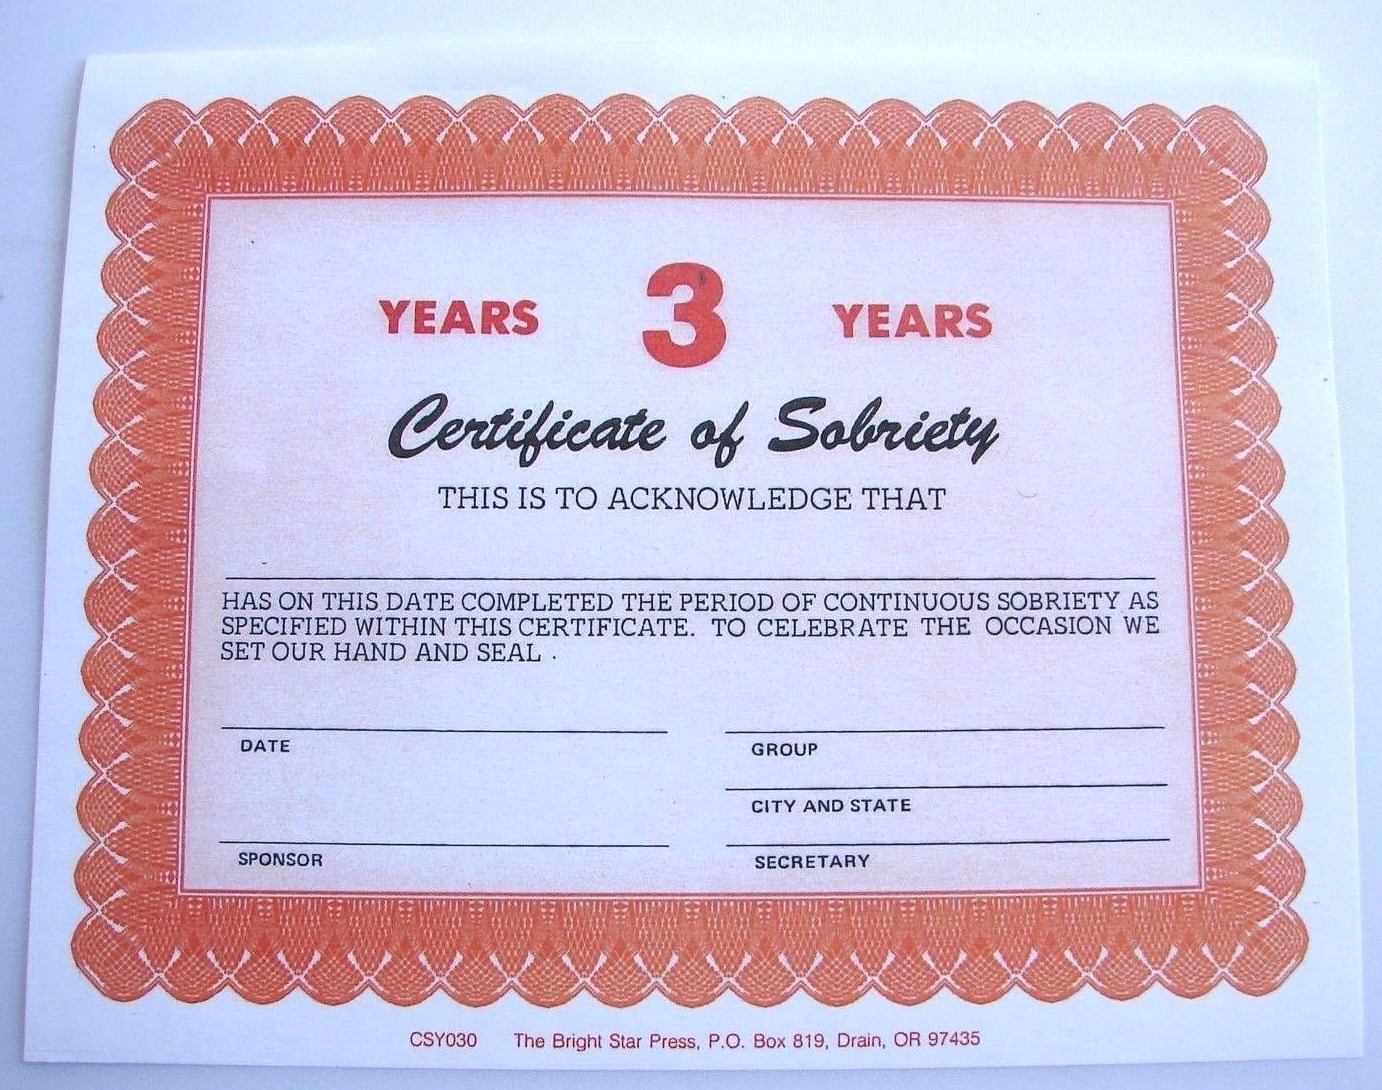 YEARS 3 YEARS
Certificate of Sobriety
THIS IS TO ACKNOWLEDGE THAT
HAS ON THIS DATE COMPLETED THE PERIOD OF CONTINUOUS SOBRIETY AS
SPECIFIED WITHIN THIS CERTIFICATE. TO CELEBRATE THE OCCASION WE
SET OUR HAND AND SEAL .
DATE
GROUP
CITY AND STATE
SPONSOR
SECRETARY
CSY030 The Bright Star Press, P.O. Box 819, Drain, OR 97435